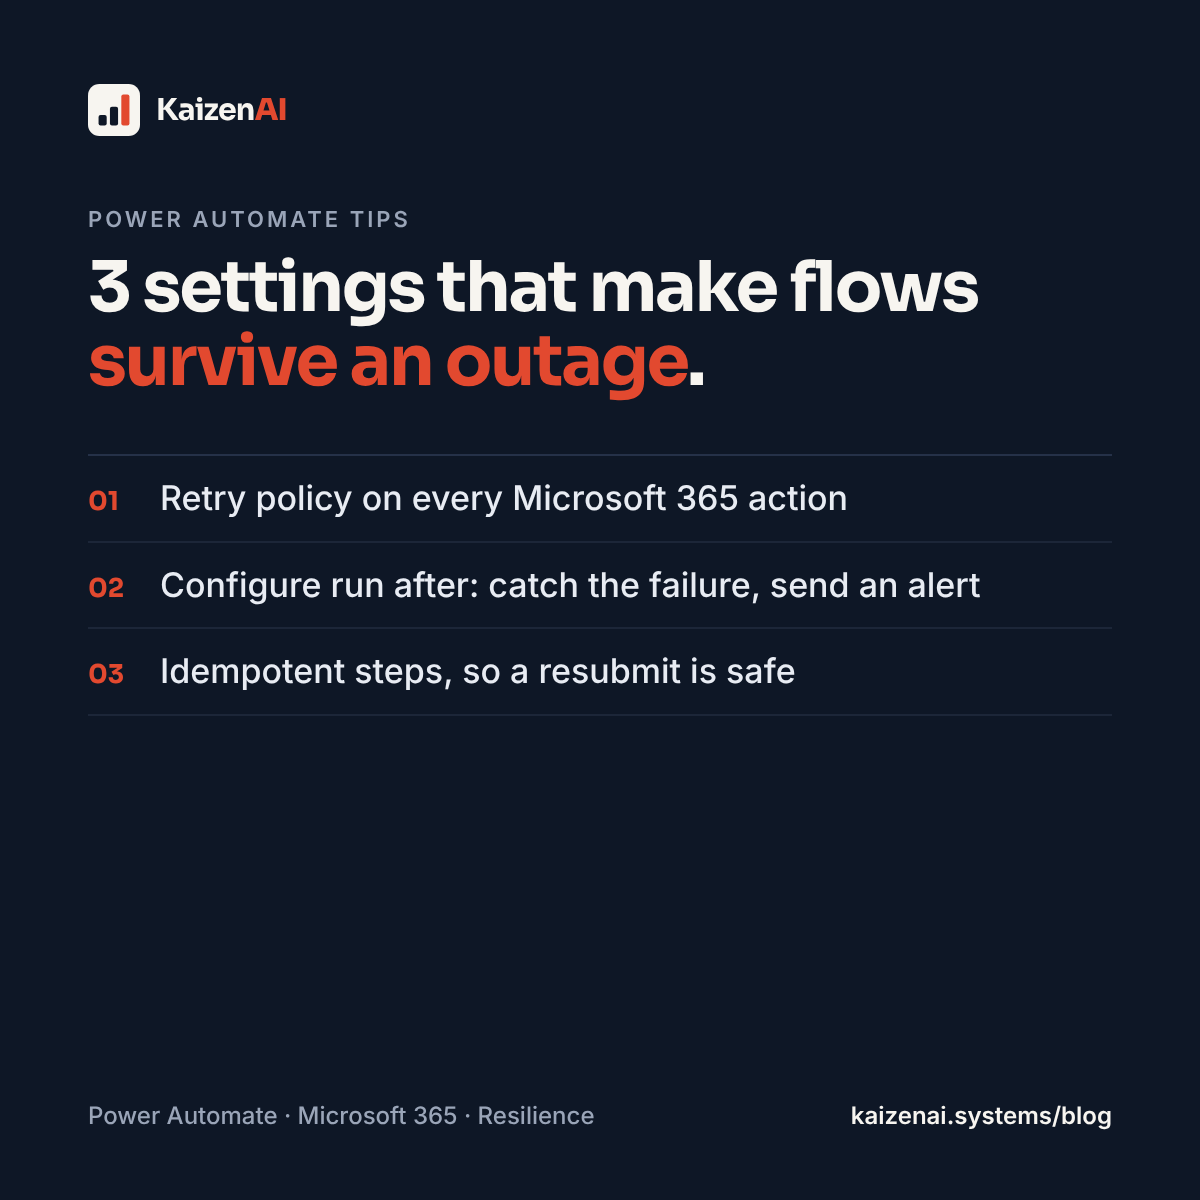 KaizenAI
POWER AUTOMATE TIPS
3 settings that make flows
survive an outage.
01 Retry policy on every Microsoft 365 action
02 Configure run after: catch the failure, send an alert
03 Idempotent steps, so a resubmit is safe
Power Automate · Microsoft 365 · Resilience
kaizenai.systems/blog